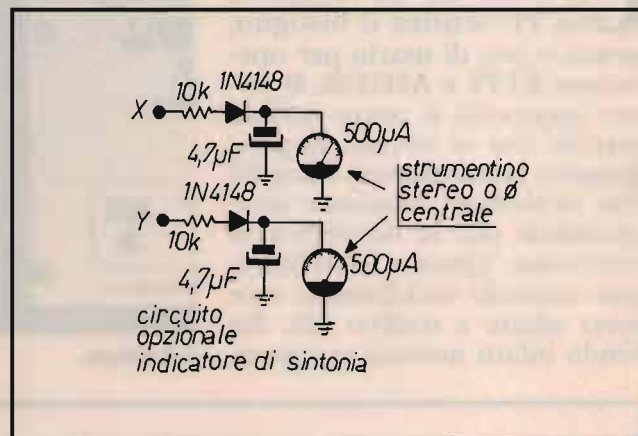 1N4148
X 10k
500µA
4,7µF
strumentino
stereo o ø
centrale
1N4148
Y 10k
500µA
4,7µF
circuito
opzionale
indicatore di sintonia